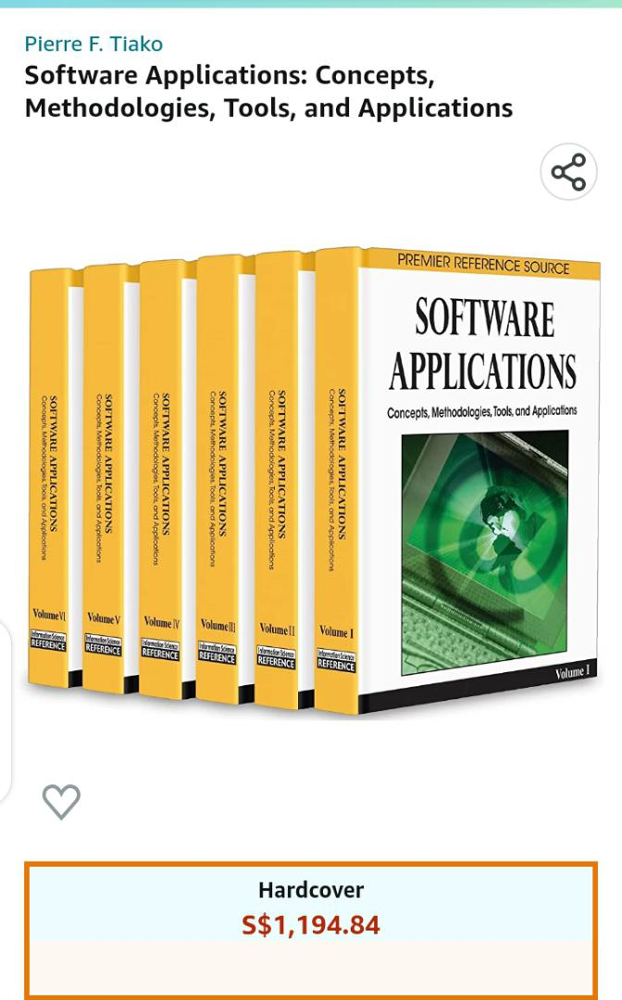 Pierre F. Tiako
Software Applications: Concepts,
Methodologies, Tools, and Applications
PREMIER REFERENCE SOURCE
SOFTWARE
APPLICATIONS
Concepts, Methodologies, Tools, and Applications
Volume I
SOFTWARE APPLICATIONS
Concepts, Methodologies, Tools, and Applications
Volume VI
Information Science
REFERENCE
SOFTWARE APPLICATIONS
Concepts, Methodologies, Tools, and Applications
Volume V
Information Science
REFERENCE
SOFTWARE APPLICATIONS
Concepts, Methodologies, Tools, and Applications
Volume IV
Information Science
REFERENCE
SOFTWARE APPLICATIONS
Concepts, Methodologies, Tools, and Applications
Volume III
Information Science
REFERENCE
SOFTWARE APPLICATIONS
Concepts, Methodologies, Tools, and Applications
Volume II
Information Science
REFERENCE
SOFTWARE APPLICATIONS
Concepts, Methodologies, Tools, and Applications
Volume I
Information Science
REFERENCE
Hardcover
S$1,194.84